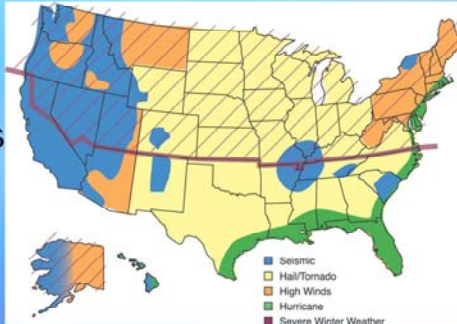 s
Seismic
Hail/Tornado
High Winds
Hurricane
Severe Winter Weather